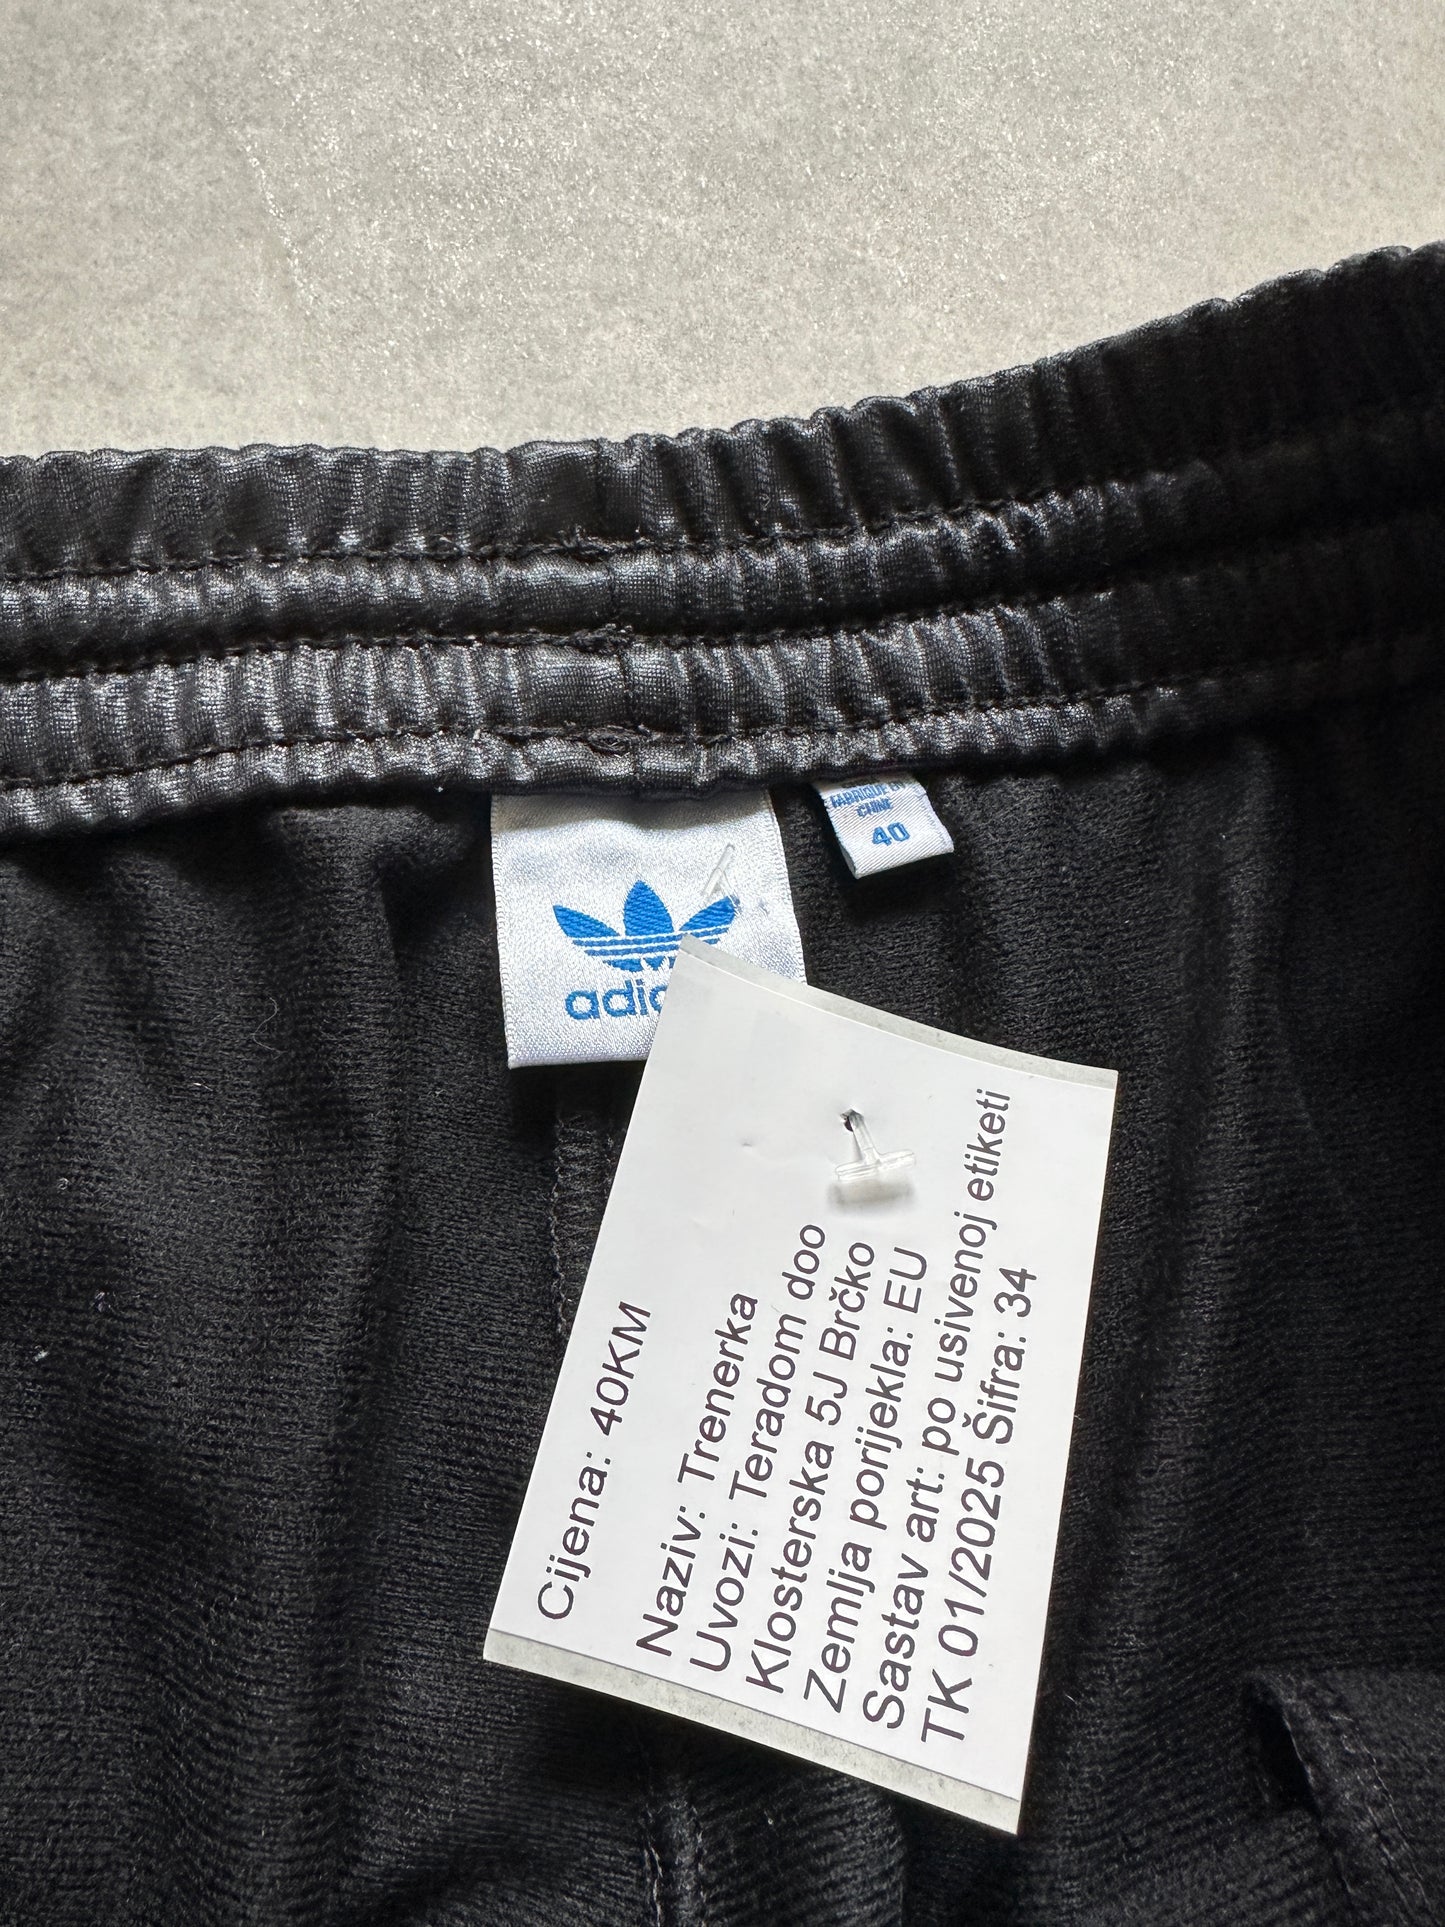 FABRIQUE EN
CHINE
40
adid
Cijena: 40KM
Naziv: Trenerka
Uvozi: Teradom doo
Klosterska 5J Brčko
Zemlja porijekla: EU
Sastav art: po usivenoj etiketi
TK 01/2025 Šifra: 34